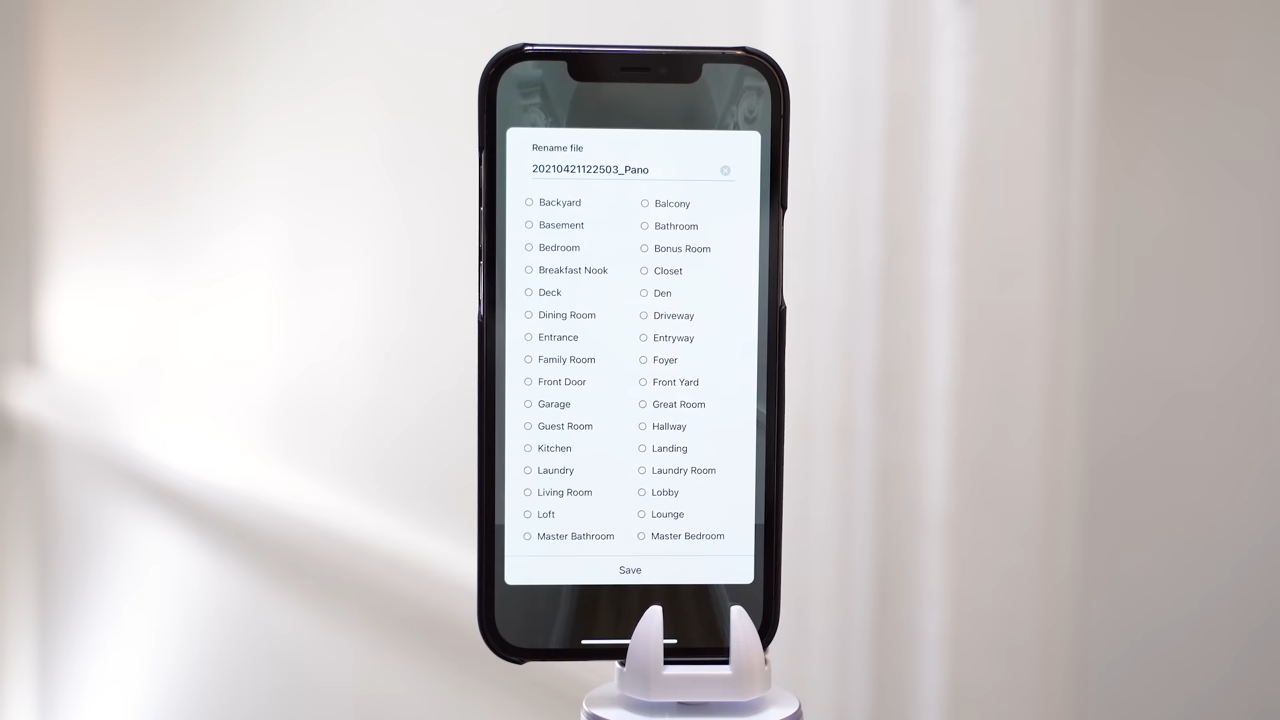 Rename file
20210421122503_Pano
Backyard
Balcony
Basement
Bathroom
Bedroom
Bonus Room
Breakfast Nook
Closet
Deck
Den
Dining Room
Driveway
Entrance
Entryway
Family Room
Foyer
Front Door
Front Yard
Garage
Great Room
Guest Room
Hallway
Kitchen
Landing
Laundry
Laundry Room
Living Room
Lobby
Loft
Lounge
Master Bathroom
Master Bedroom
Save